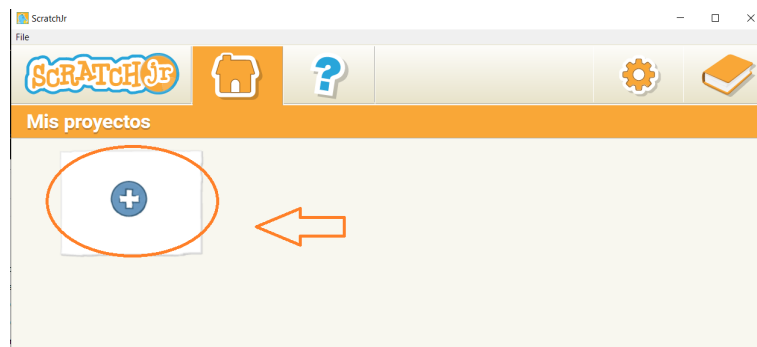 ScratchJr
File
SCRATCHJr
?
Mis proyectos